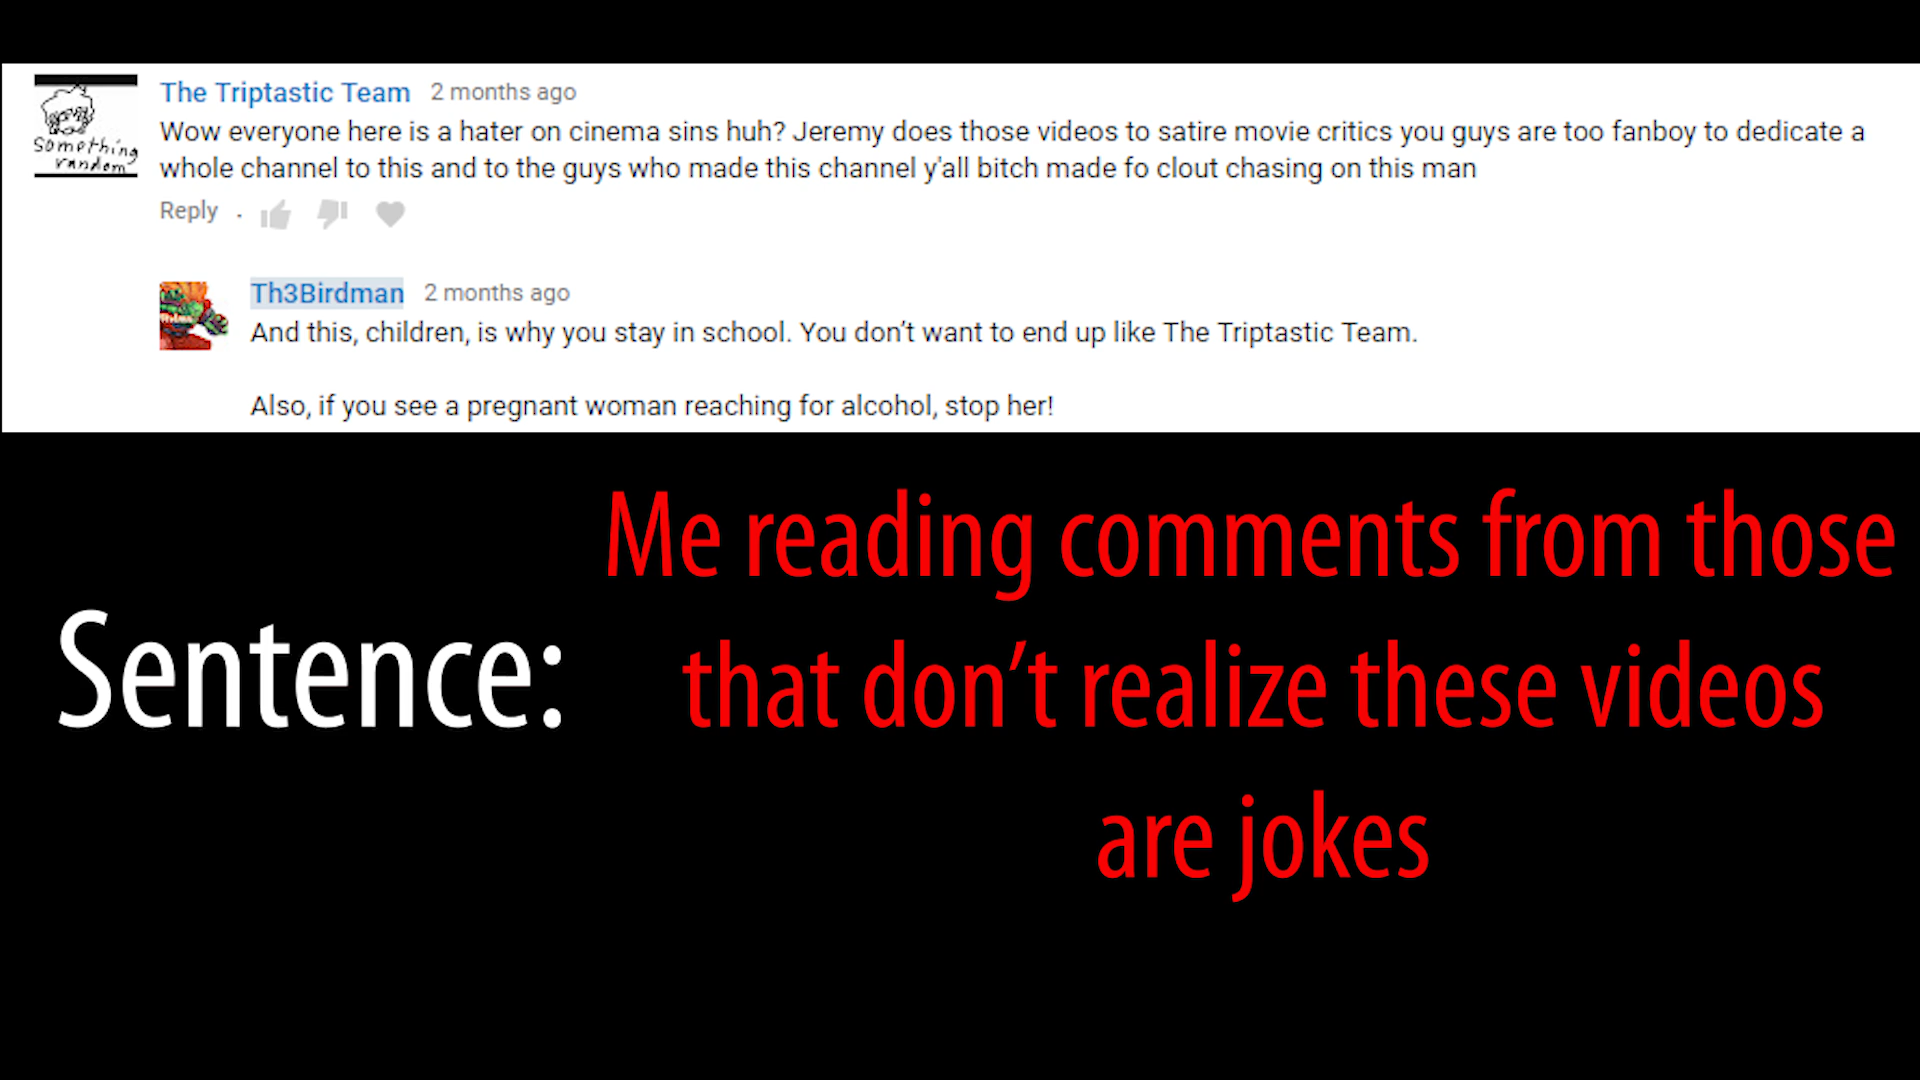 The Triptastic Team 2 months ago
Wow everyone here is a hater on cinema sins huh? Jeremy does those videos to satire movie critics you guys are too fanboy to dedicate a
whole channel to this and to the guys who made this channel y'all bitch made fo clout chasing on this man
Reply .
something
random
Th3Birdman 2 months ago
And this, children, is why you stay in school. You don't want to end up like The Triptastic Team.
Also, if you see a pregnant woman reaching for alcohol, stop her!
Sentence:
Me reading comments from those
that don’t realize these videos
are jokes